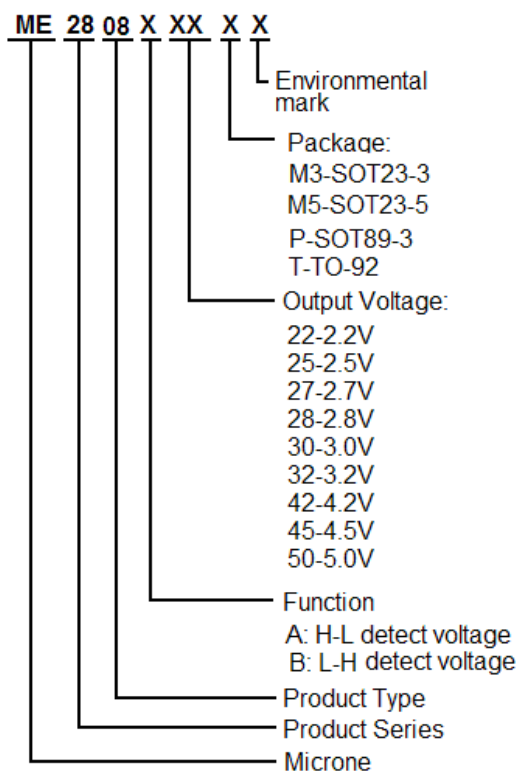 ME 28 08 X XX X X
Environmental
mark
Package:
M3-SOT23-3
M5-SOT23-5
P-SOT89-3
T-TO-92
Output Voltage:
22-2.2V
25-2.5V
27-2.7V
28-2.8V
30-3.0V
32-3.2V
42-4.2V
45-4.5V
50-5.0V
Function
A: H-L detect voltage
B: L-H detect voltage
Product Type
Product Series
Microne